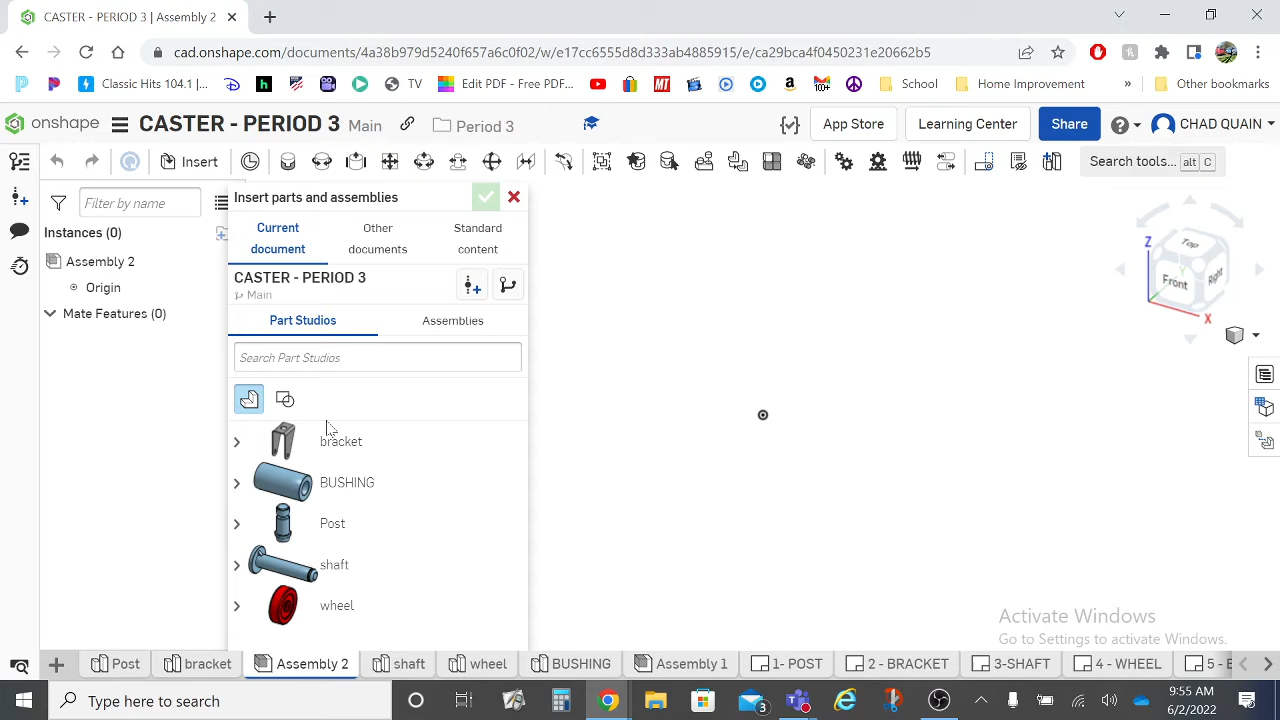 CASTER - PERIOD 3 | Assembly 2
cad.onshape.com/documents/4a38b979d5240f657a6c0f02/w/e17cc6555d8d333ab4885915/e/ca29bca4f0450231e20662b5
Classic Hits 104.1 |...
TV
Edit PDF - Free PDF...
School
Home Improvement
»
Other bookmarks
onshape
CASTER - PERIOD 3 Main
Period 3
App Store
Learning Center
Share
CHAD QUAIN
Insert
Search tools... alt C
Filter by name
Instances (0)
Assembly 2
Origin
Mate Features (0)
Insert parts and assemblies
Current document
Other documents
Standard content
CASTER - PERIOD 3
Main
Part Studios
Assemblies
Search Part Studios
bracket
BUSHING
Post
shaft
wheel
Z
Top
Y
Front
Right
X
Activate Windows
Go to Settings to activate Windows.
Post
bracket
Assembly 2
shaft
wheel
BUSHING
Assembly 1
1- POST
2 - BRACKET
3-SHAFT
4 - WHEEL
Type here to search
3
9:55 AM
6/2/2022